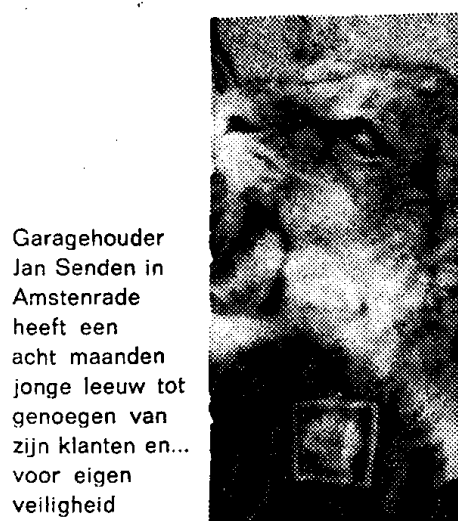 Garagehouder
Jan Senden in
Amstenrade
heeft een
acht maanden
jonge leeuw tot
genoegen van
zijn klanten en...
voor eigen
veiligheid